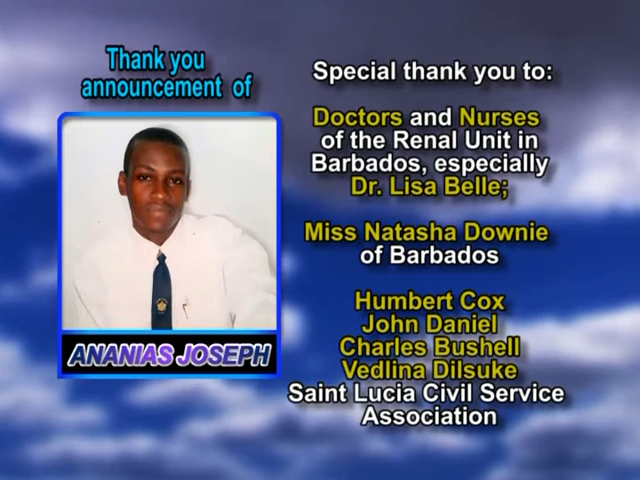 Thank you
announcement of
ANANIAS JOSEPH
Special thank you to:
Doctors and Nurses
of the Renal Unit in
Barbados, especially
Dr. Lisa Belle;
Miss Natasha Downie
of Barbados
Humbert Cox
John Daniel
Charles Bushell
Vedlina Dilsuke
Saint Lucia Civil Service
Association